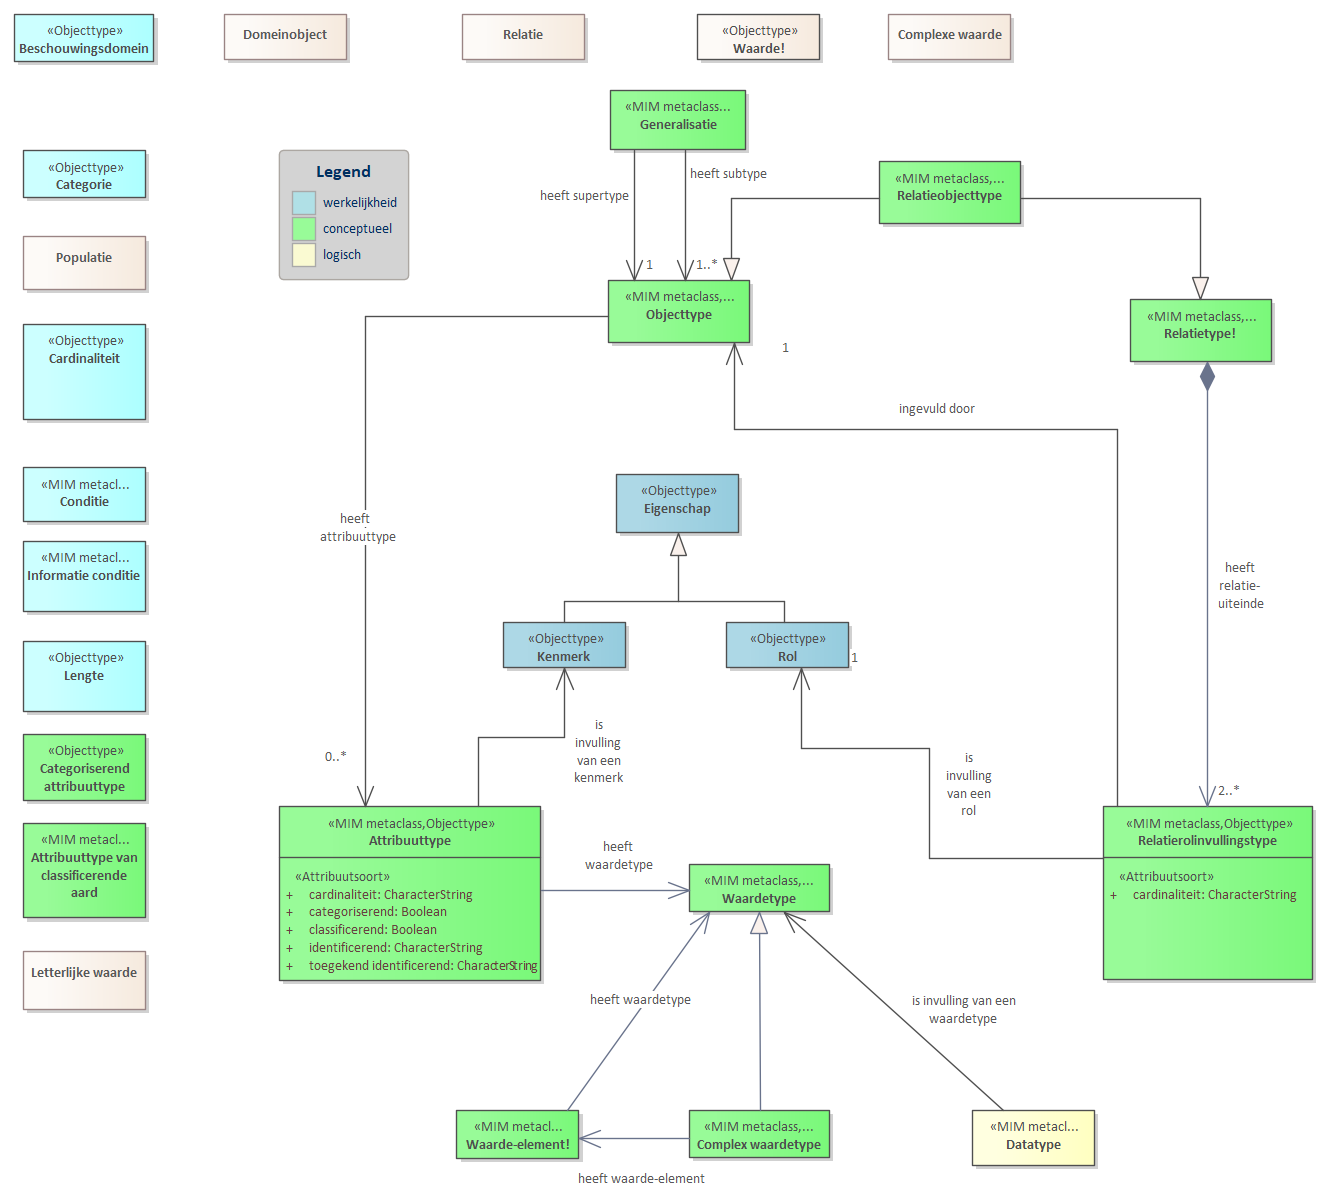 «Objecttype»
Beschouwingsdomein
Domeinobject
Relatie
«Objecttype»
Waarde!
Complexe waarde
«MIM metaclass...
Generalisatie
«Objecttype»
Categorie
Legend
werkelijkheid
conceptueel
logisch
heeft supertype
heeft subtype
1
1..*
«MIM metaclass,...
Relatieobjecttype
Populatie
«MIM metaclass,...
Objecttype
«MIM metaclass,...
Relatietype!
«Objecttype»
Cardinaliteit
1
ingevuld door
«MIM metacl...
Conditie
«Objecttype»
Eigenschap
heeft
attribuuttype
«MIM metacl...
Informatie conditie
heeft
relatie-
uiteinde
«Objecttype»
Kenmerk
«Objecttype»
Rol
1
«Objecttype»
Lengte
is
invulling
van een
kenmerk
is
invulling
van een
rol
0..*
2..*
«Objecttype»
Categoriserend
attribuuttype
«MIM metaclass,Objecttype»
Attribuuttype
«Attribuutsoort»
+ cardinaliteit: CharacterString
+ categoriserend: Boolean
+ classificerend: Boolean
+ identificerend: CharacterString
+ toegekend identificerend: CharacterString
heeft
waardetype
«MIM metaclass,...
Waardetype
«MIM metaclass,Objecttype»
Relatierolinvullingstype
«Attribuutsoort»
+ cardinaliteit: CharacterString
«MIM metacl...
Attribuuttype van
classificerende
aard
Letterlijke waarde
heeft waardetype
is invulling van een
waardetype
«MIM metacl...
Waarde-element!
«MIM metaclass,...
Complex waardetype
«MIM metacl...
Datatype
heeft waarde-element